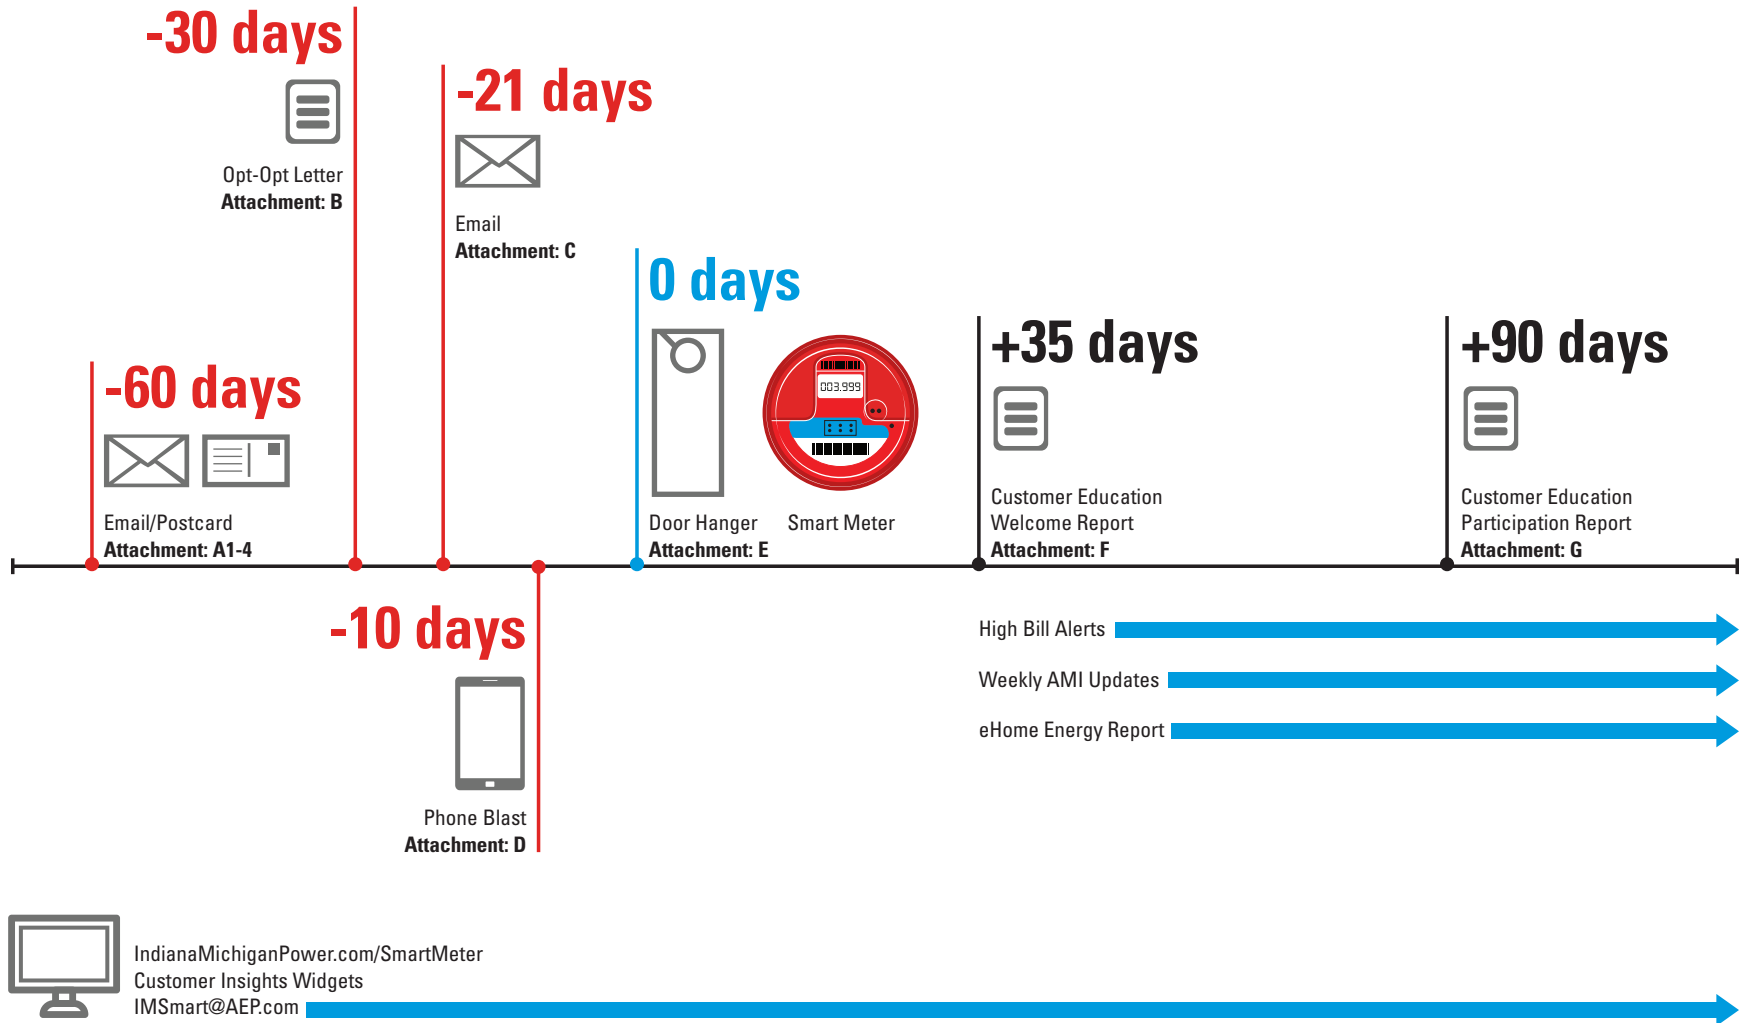 -30 days
Opt-Opt Letter
Attachment: B
-21 days
Email
Attachment: C
-60 days
Email/Postcard
Attachment: A1-4
0 days
003.999
Door Hanger
Attachment: E
Smart Meter
+35 days
Customer Education
Welcome Report
Attachment: F
+90 days
Customer Education
Participation Report
Attachment: G
-10 days
Phone Blast
Attachment: D
High Bill Alerts
Weekly AMI Updates
eHome Energy Report
IndianaMichiganPower.com/SmartMeter
Customer Insights Widgets
IMSmart@AEP.com